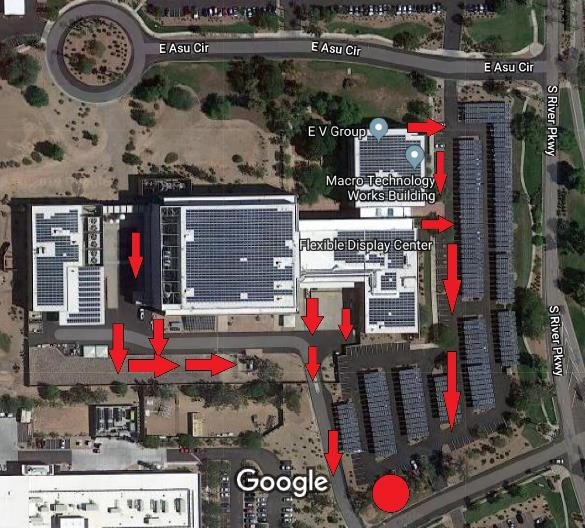 E Asu Cir
E Asu Cir
E Asu Cir
S River Pkwy
E V Group
Macro Technology
Works Building
Flexible Display Center
S River Pkwy
Google